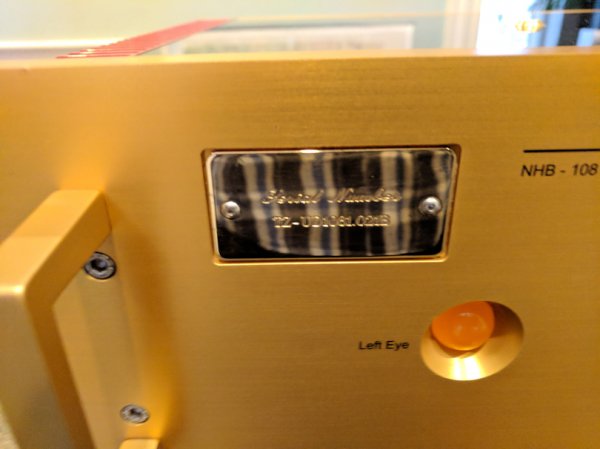 Serial Number
NHB - 108
Left Eye